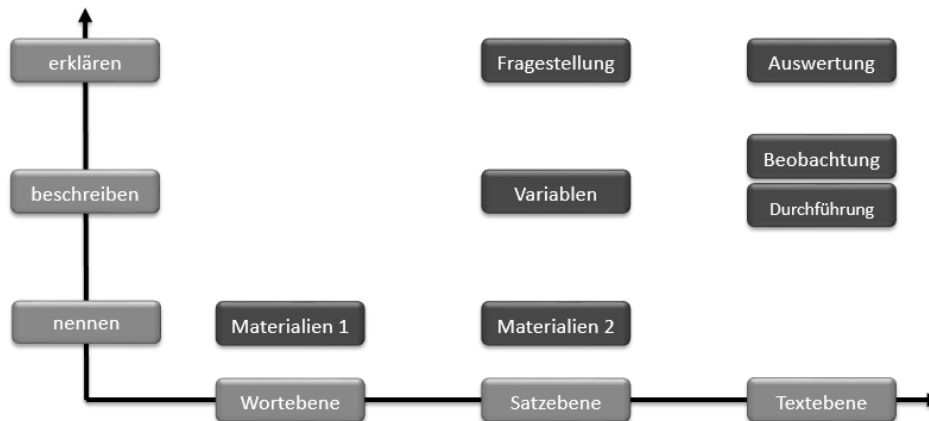 erklären
Fragestellung
Auswertung
Beobachtung
beschreiben
Variablen
Durchführung
nennen
Materialien 1
Materialien 2
Wortebene
Satzebene
Textebene